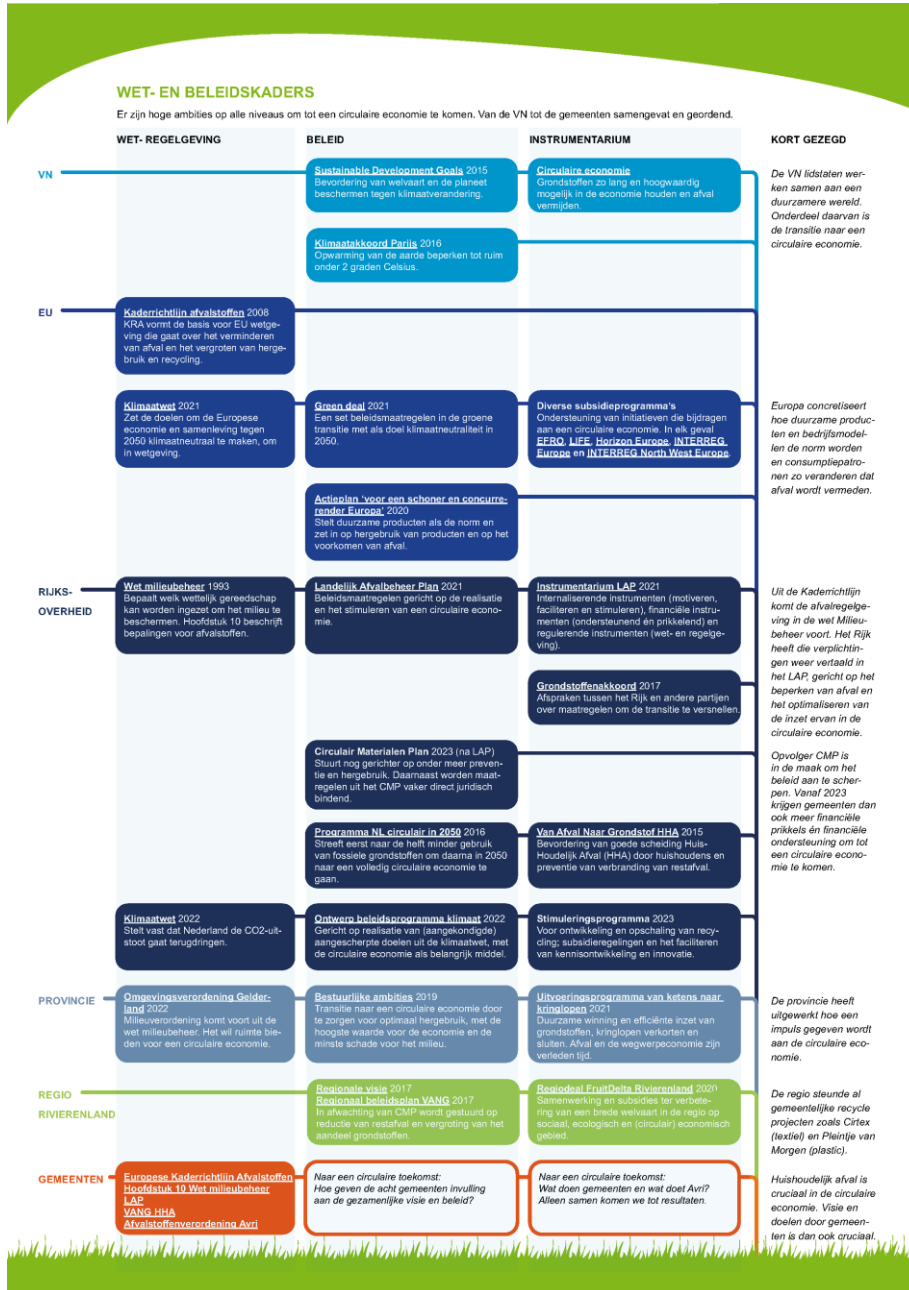 WET- EN BELEIDSKADERS
Er zijn hoge ambities op alle niveaus om tot een circulaire economie te komen. Van de VN tot de gemeenten samengevat en geordend.
WET- REGELGEVING
BELEID
INSTRUMENTARIUM
KORT GEZEGD
VN
Sustainable Development Goals 2015
Bevordering van welvaart en de planeet
beschermen tegen klimaatverandering.
Circulaire economie
Grondstoffen zo lang en hoogwaardig
mogelijk in de economie houden en afval
vermijden.
De VN lidstaten wer-
ken samen aan een
duurzamere wereld.
Onderdeel daarvan is
de transitie naar een
circulaire economie.
Klimaatakkoord Parijs 2016
Opwarming van de aarde beperken tot ruim
onder 2 graden Celsius.
EU
Kaderrichtlijn afvalstoffen 2008
KRA vormt de basis voor EU wetge-
ving die gaat over het verminderen
van afval en het vergroten van herge-
bruik en recycling.
Klimaatwet 2021
Zet de doelen om de Europese
economie en samenleving tegen
2050 klimaatneutraal te maken, om
in wetgeving.
Green deal 2021
Een set beleidsmaatregelen in de groene
transitie met als doel klimaatneutraliteit in
2050.
Diverse subsidieprogramma's
Ondersteuning van initiatieven die bijdragen
aan een circulaire economie. In elk geval
EFRO, LIFE, Horizon Europe, INTERREG
Europe en INTERREG North West Europe.
Europa concretiseert
hoe duurzame produc-
ten en bedrijfsmodel-
len de norm worden
en consumptiepatro-
nen zo veranderen dat
afval wordt vermeden.
Actieplan 'voor een schoner en concurre-
render Europa' 2020
Stelt duurzame producten als de norm en
zet in op hergebruik van producten en op het
voorkomen van afval.
RIJKS-
OVERHEID
Wet milieubeheer 1993
Bepaalt welk wettelijk gereedschap
kan worden ingezet om het milieu te
beschermen. Hoofdstuk 10 beschrijft
bepalingen voor afvalstoffen.
Landelijk Afvalbeheer Plan 2021
Beleidsmaatregelen gericht op de realisatie
en het stimuleren van een circulaire econo-
mie.
Instrumentarium LAP 2021
Internaliserende instrumenten (motiveren,
faciliteren en stimuleren), financiële instru-
menten (ondersteunend én prikkelend) en
regulerende instrumenten (wet- en regelge-
ving).
Uit de Kaderrichtlijn
komt de afvalregelge-
ving in de wet Milieu-
beheer voort. Het Rijk
heeft die verplichtin-
gen weer vertaald in
het LAP, gericht op het
beperken van afval en
het optimaliseren van
de inzet ervan in de
circulaire economie.
Grondstoffenakkoord 2017
Afspraken tussen het Rijk en andere partijen
over maatregelen om de transitie te versnellen.
Circulair Materialen Plan 2023 (na LAP)
Stuurt nog gerichter op onder meer preven-
tie en hergebruik. Daarnaast worden maat-
regelen uit het CMP vaker direct juridisch
bindend.
Opvolger CMP is
in de maak om het
beleid aan te scher-
pen. Vanaf 2023
krijgen gemeenten dan
ook meer financiële
prikkels én financiële
ondersteuning om tot
een circulaire econo-
mie te komen.
Programma NL circulair in 2050 2016
Streeft eerst naar de helft minder gebruik
van fossiele grondstoffen om daarna in 2050
naar een volledig circulaire economie te
gaan.
Van Afval Naar Grondstof HHA 2015
Bevordering van goede scheiding Huis-
Houdelijk Afval (HHA) door huishoudens en
preventie van verbranding van restafval.
Klimaatwet 2022
Stelt vast dat Nederland de CO2-uit-
stoot gaat terugdringen.
Ontwerp beleidsprogramma klimaat 2022
Gericht op realisatie van (aangekondigde)
aangescherpte doelen uit de klimaatwet, met
de circulaire economie als belangrijk middel.
Stimuleringsprogramma 2023
Voor ontwikkeling en opschaling van recy-
cling; subsidieregelingen en het faciliteren
van kennisontwikkeling en innovatie.
PROVINCIE
Omgevingsverordening Gelder-
land 2022
Milieuverordening komt voort uit de
wet milieubeheer. Het wil ruimte bie-
den voor een circulaire economie.
Bestuurlijke ambities 2019
Transitie naar een circulaire economie door
te zorgen voor optimaal hergebruik, met de
hoogste waarde voor de economie en de
minste schade voor het milieu.
Uitvoeringsprogramma van ketens naar
kringlopen 2021
Duurzame winning en efficiënte inzet van
grondstoffen, kringlopen verkorten en
sluiten. Afval en de wegwerpeconomie zijn
verleden tijd.
De provincie heeft
uitgewerkt hoe een
impuls gegeven wordt
aan de circulaire eco-
nomie.
REGIO
RIVIERENLAND
Regionale visie 2017
Regionaal beleidsplan VANG 2017
In afwachting van CMP wordt gestuurd op
reductie van restafval en vergroting van het
aandeel grondstoffen.
Regiodeal FruitDelta Rivierenland 2020
Samenwerking en subsidies ter verbete-
ring van een brede welvaart in de regio op
sociaal, ecologisch en (circulair) economisch
gebied.
De regio steunde al
gemeentelijke recycle
projecten zoals Cirtex
(textiel) en Pleintje van
Morgen (plastic).
GEMEENTEN
Europese Kaderrichtlijn Afvalstoffen
Hoofdstuk 10 Wet milieubeheer
LAP
VANG HHA
Afvalstoffenverordening Avri
Naar een circulaire toekomst:
Hoe geven de acht gemeenten invulling
aan de gezamenlijke visie en beleid?
Naar een circulaire toekomst:
Wat doen gemeenten en wat doet Avri?
Alleen samen komen we tot resultaten.
Huishoudelijk afval is
cruciaal in de circulaire
economie. Visie en
doelen door gemeen-
ten is dan ook cruciaal.